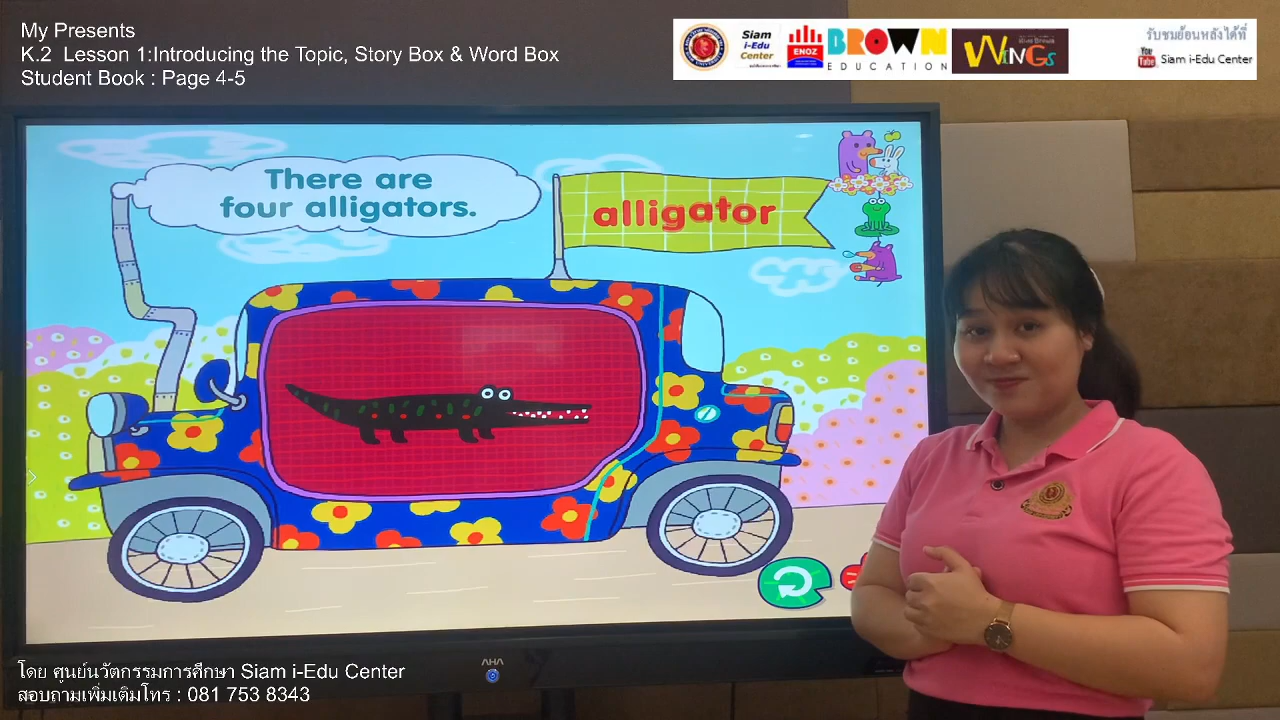 My Presents
K.2 Lesson 1:Introducing the Topic, Story Box & Word Box
Student Book : Page 4-5
Siam
i-Edu
Center
ENOZ
BROWN
EDUCATION
WiNGs
รับชมย้อนหลังได้ที่
You
Tube
Siam i-Edu Center
There are
four alligators.
alligator
AHA
โดย ศูนย์นวัตกรรมการศึกษา Siam i-Edu Center
สอบถามเพิ่มเติมโทร : 081 753 8343